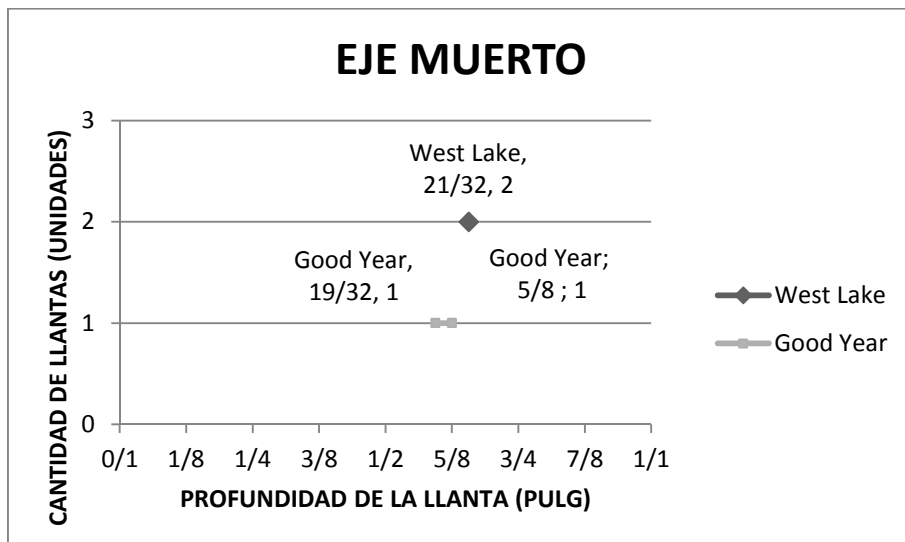 EJE MUERTO
CANTIDAD DE LLANTAS (UNIDADES)
3
2
1
0
West Lake,
21/32, 2
Good Year,
19/32, 1
Good Year;
5/8 ; 1
West Lake
Good Year
0/1 1/8 1/4 3/8 1/2 5/8 3/4 7/8 1/1
PROFUNDIDAD DE LA LLANTA (PULG)